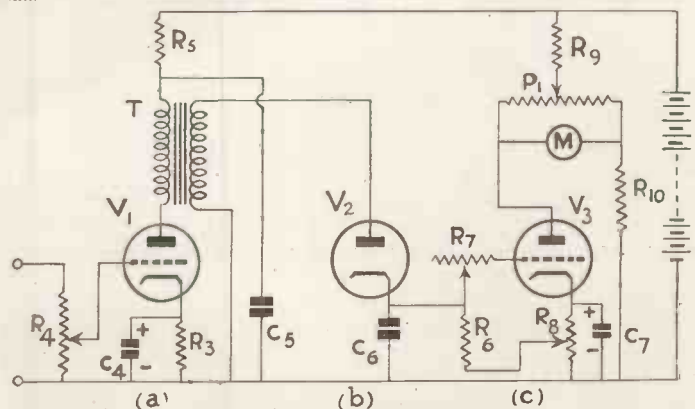 R5
R9
P1
T
M
V1
V2
V3
R10
R7
R4
R3
C5
R6
R8
C4
+
-
C6
+
-
C7
(a)
(b)
(c)